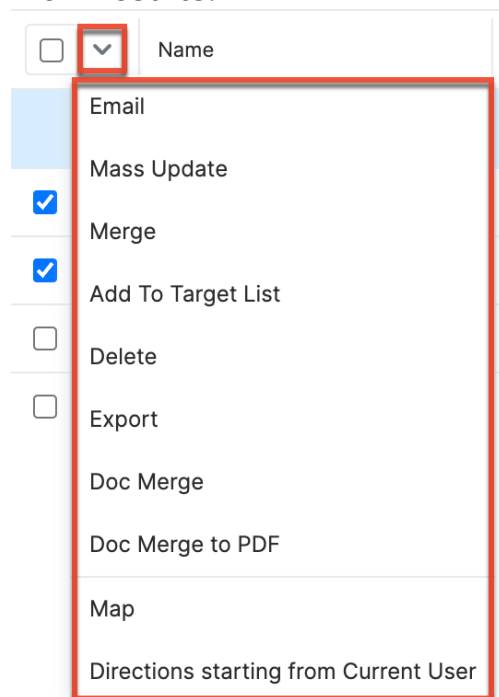 Name
Email
Mass Update
Merge
Add To Target List
Delete
Export
Doc Merge
Doc Merge to PDF
Map
Directions starting from Current User